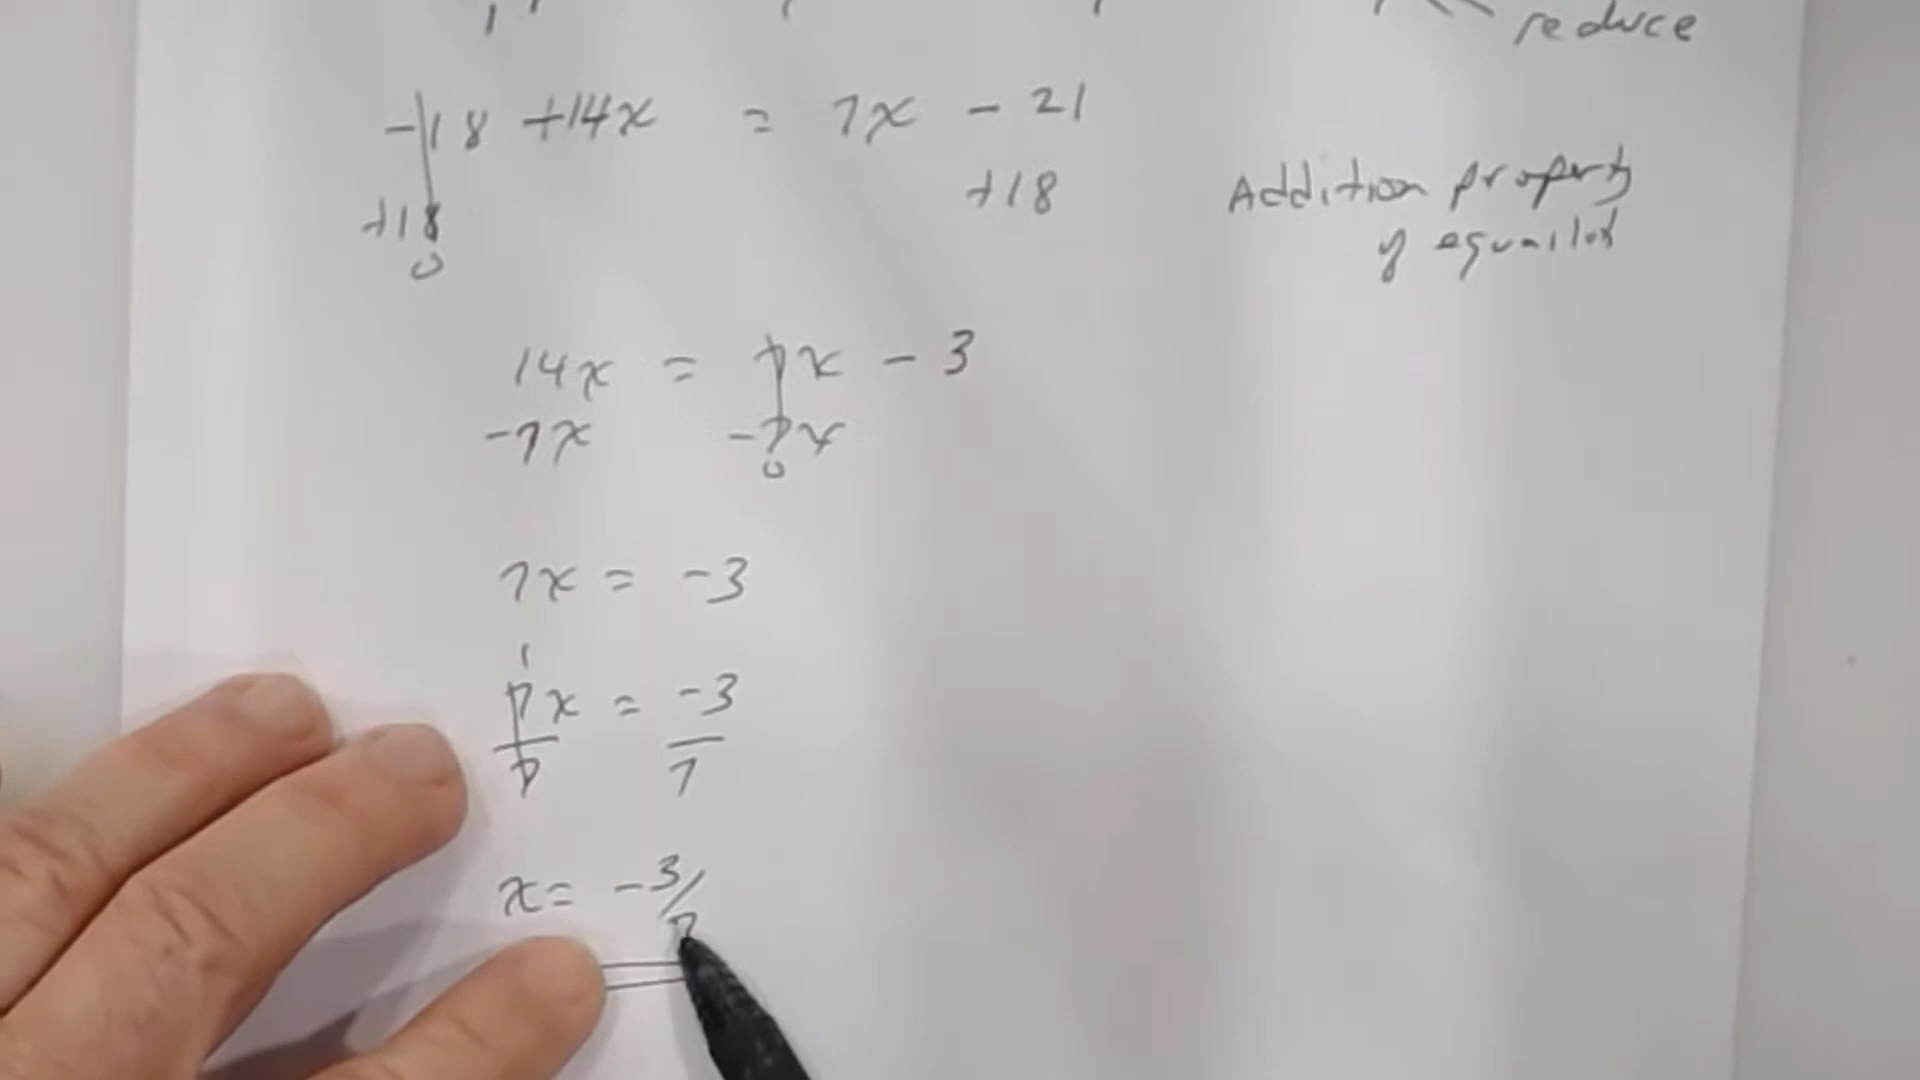 reduce
-18 +14x = 7x - 21
+18 +18
0
Addition property
of equality
14x = 7x - 3
-7x -7x
0
7x = -3
1
7x = -3
7 7
x = -3/7